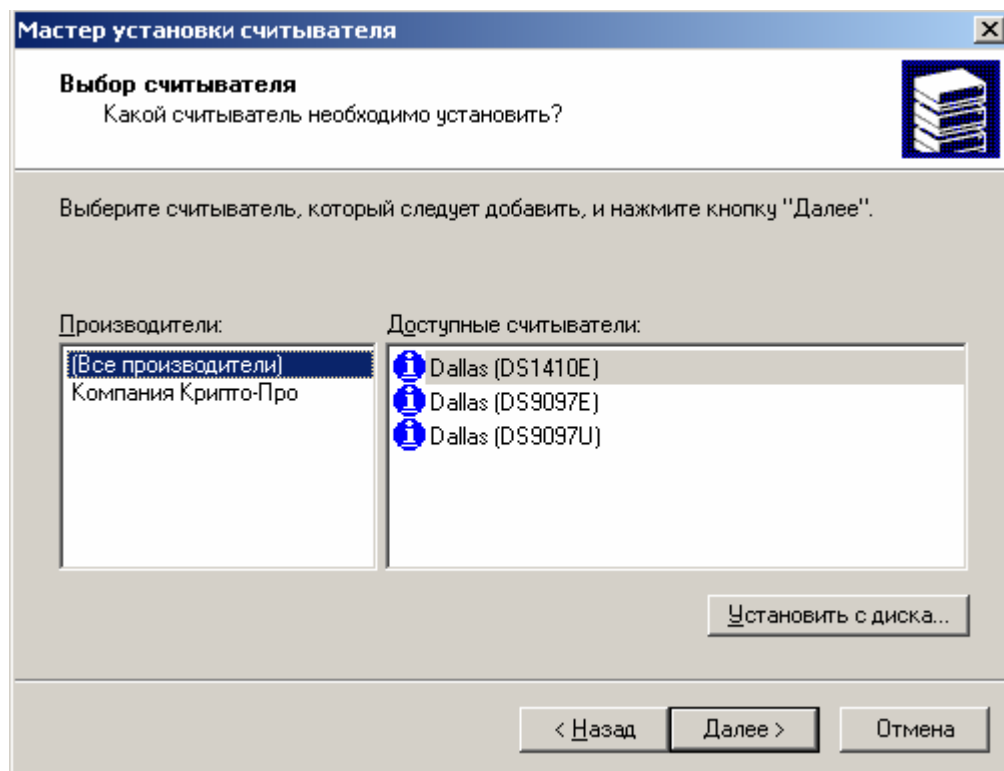 Мастер установки считывателя
Выбор считывателя
Какой считыватель необходимо установить?
Выберите считыватель, который следует добавить, и нажмите кнопку "Далее".
Производители:
(Все производители)
Компания Крипто-Про
Доступные считыватели:
Dallas (DS1410E)
Dallas (DS9097E)
Dallas (DS9097U)
Установить с диска...
< Назад
Далее >
Отмена